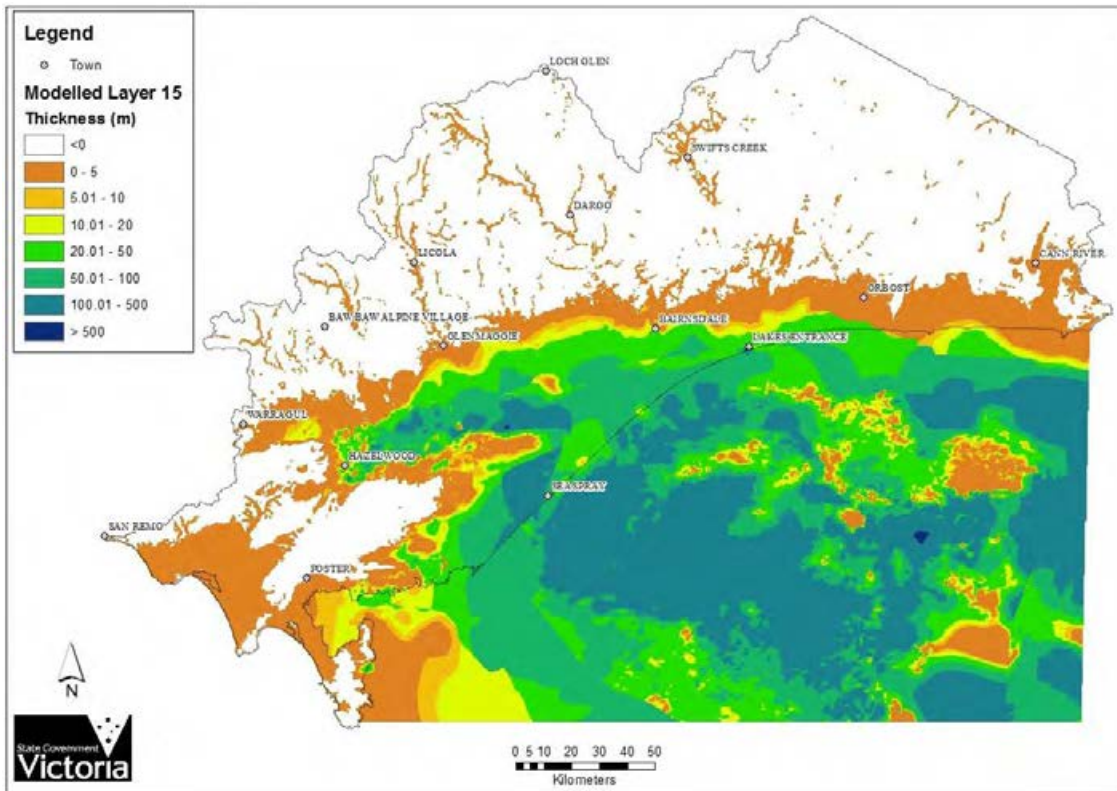 Legend
Town
Modelled Layer 15
Thickness (m)
<0
0 - 5
5.01 - 10
10.01 - 20
20.01 - 50
50.01 - 100
100.01 - 500
> 500
LOCH GLEN
SWIFTS CREEK
DARGO
LICOLA
CANN RIVER
ORBOST
BAW BAW ALPINE VILLAGE
BAIRNSDALE
GLENMAGGIE
LAKES ENTRANCE
WARRAGUL
HAZELWOOD
SEASPRAY
SAN REMO
FOSTER
N
State Government
Victoria
0 5 10 20 30 40 50
Kilometers